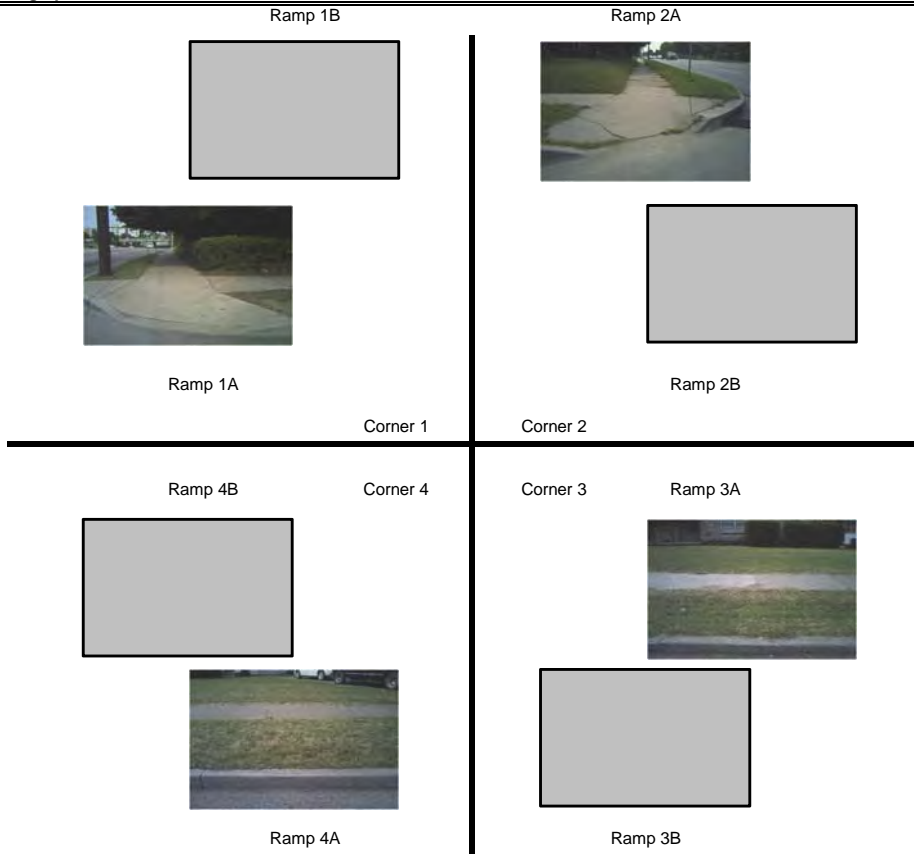 Ramp 1B Ramp 2A
Ramp 1A Ramp 2B
Corner 1 Corner 2
Ramp 4B Corner 4 Corner 3 Ramp 3A
Ramp 4A Ramp 3B